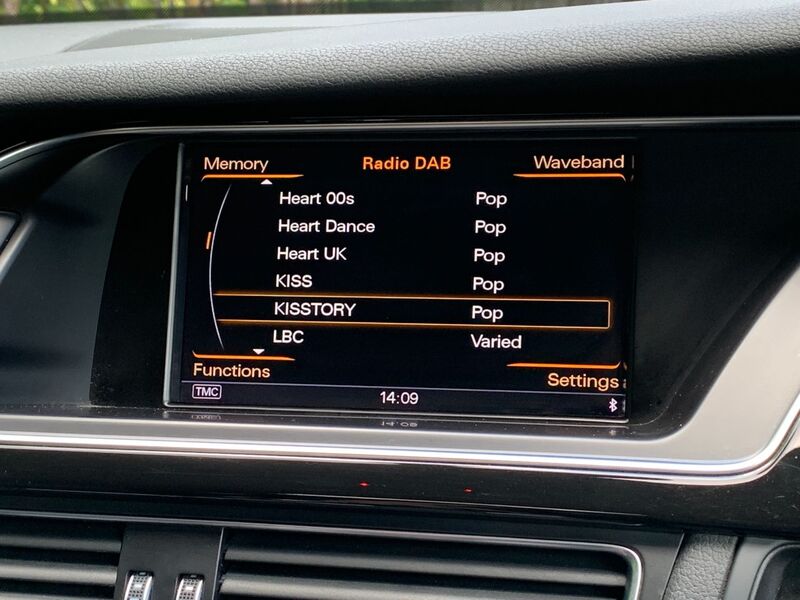 Memory Radio DAB Waveband
Heart 00s Pop
Heart Dance Pop
Heart UK Pop
KISS Pop
KISSTORY Pop
LBC Varied
Functions Settings
TMC 14:09